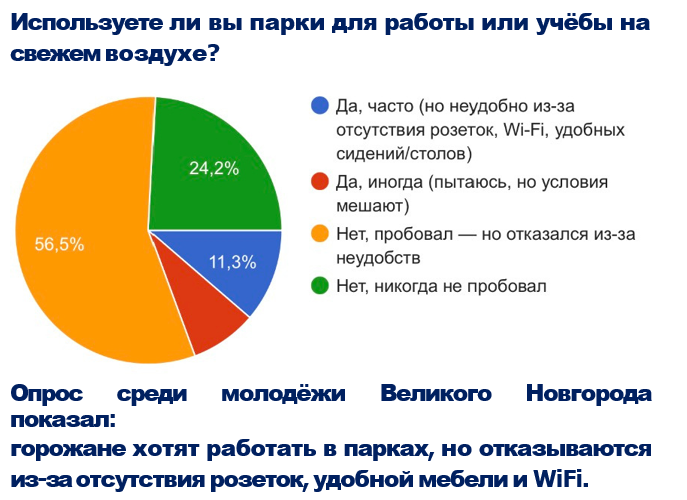 Используете ли вы парки для работы или учёбы на
свежем воздухе?
Да, часто (но неудобно из-за
отсутствия розеток, Wi-Fi, удобных
сидений/столов)
Да, иногда (пытаюсь, но условия
мешают)
Нет, пробовал — но отказался из-за
неудобств
Нет, никогда не пробовал
24,2%
56,5%
11,3%
Опрос среди молодёжи Великого Новгорода
показал:
горожане хотят работать в парках, но отказываются
из-за отсутствия розеток, удобной мебели и WiFi.